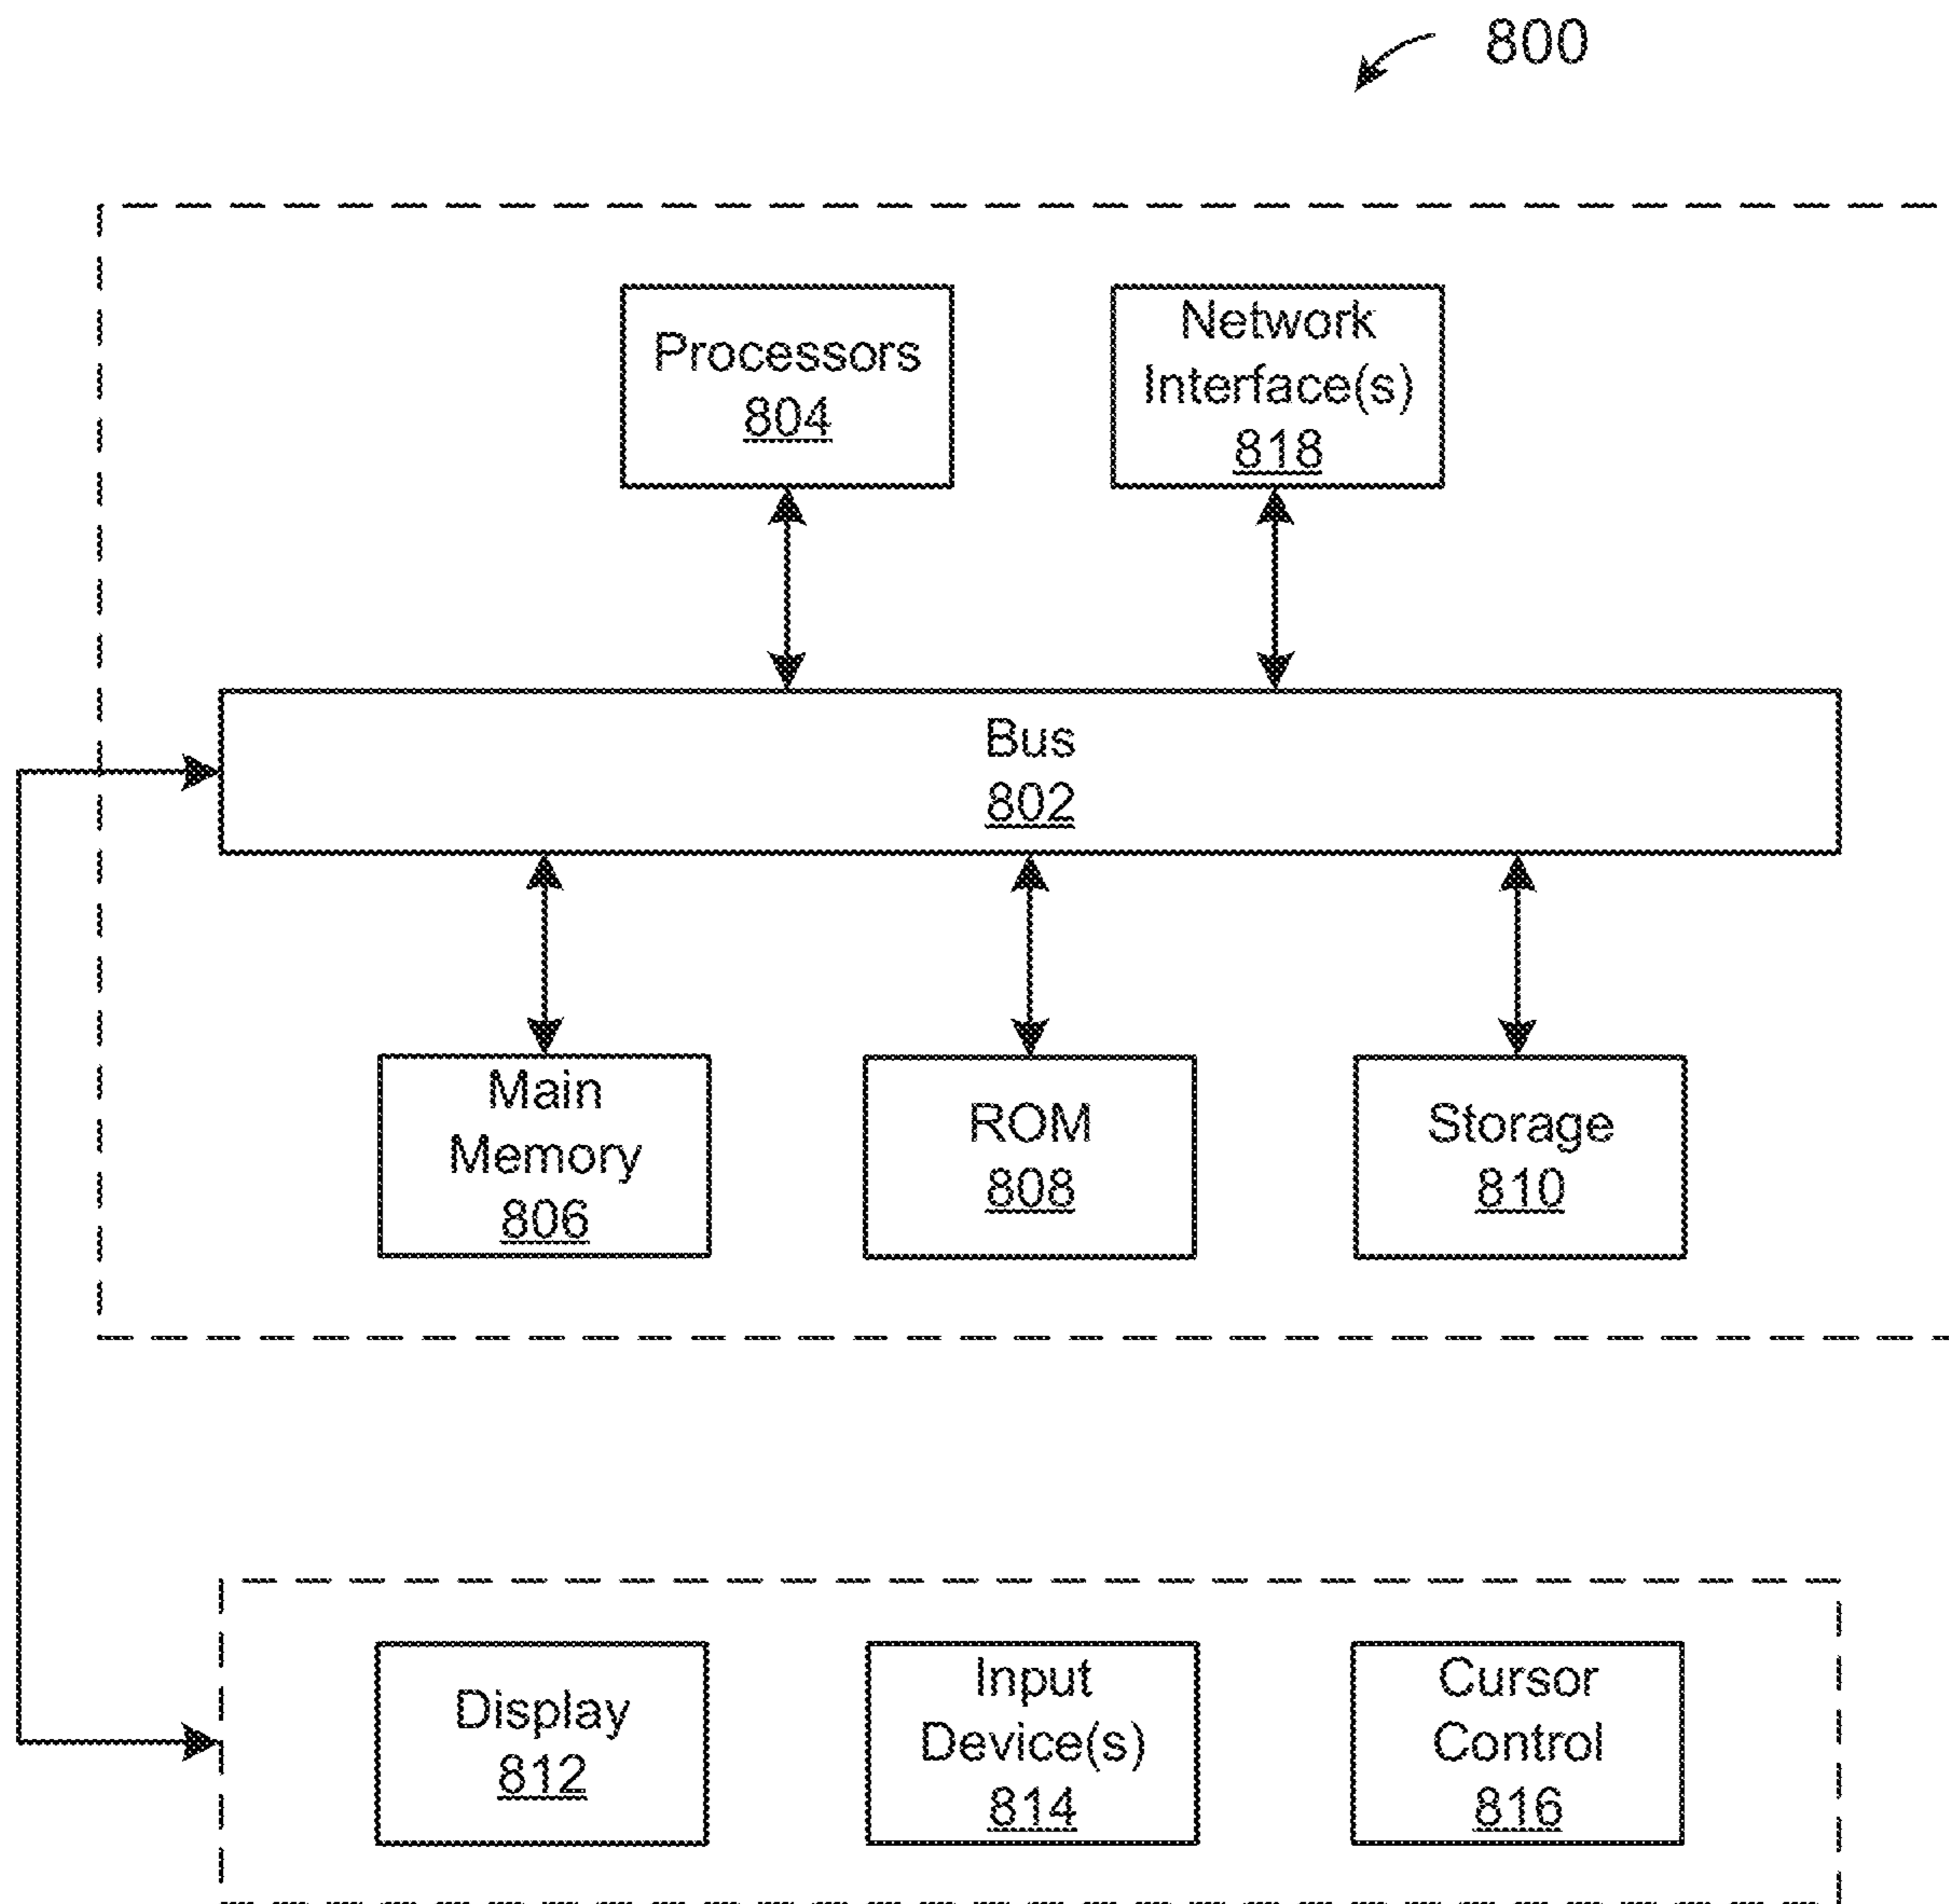 800
Processors
804
Network
Interface(s)
818
Bus
802
Main
Memory
806
ROM
808
Storage
810
Display
812
Input
Device(s)
814
Cursor
Control
816